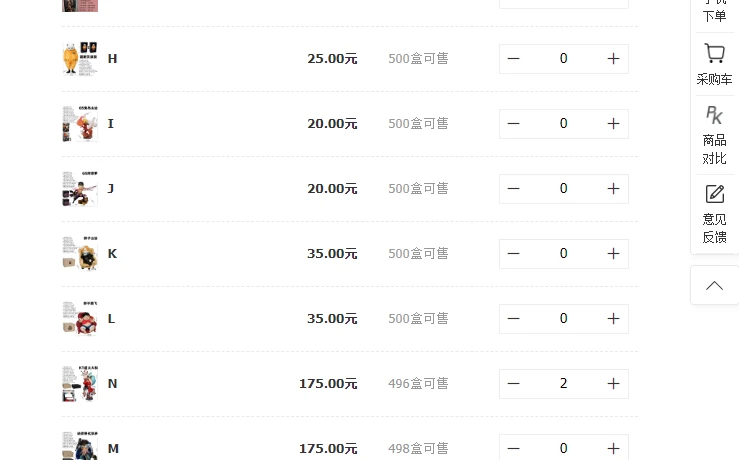 H 25.00元 500盒可售 0
I 20.00元 500盒可售 0
J 20.00元 500盒可售 0
K 35.00元 500盒可售 0
L 35.00元 500盒可售 0
N 175.00元 496盒可售 2
M 175.00元 498盒可售 0
下单
采购车
PK
商品
对比
意见
反馈